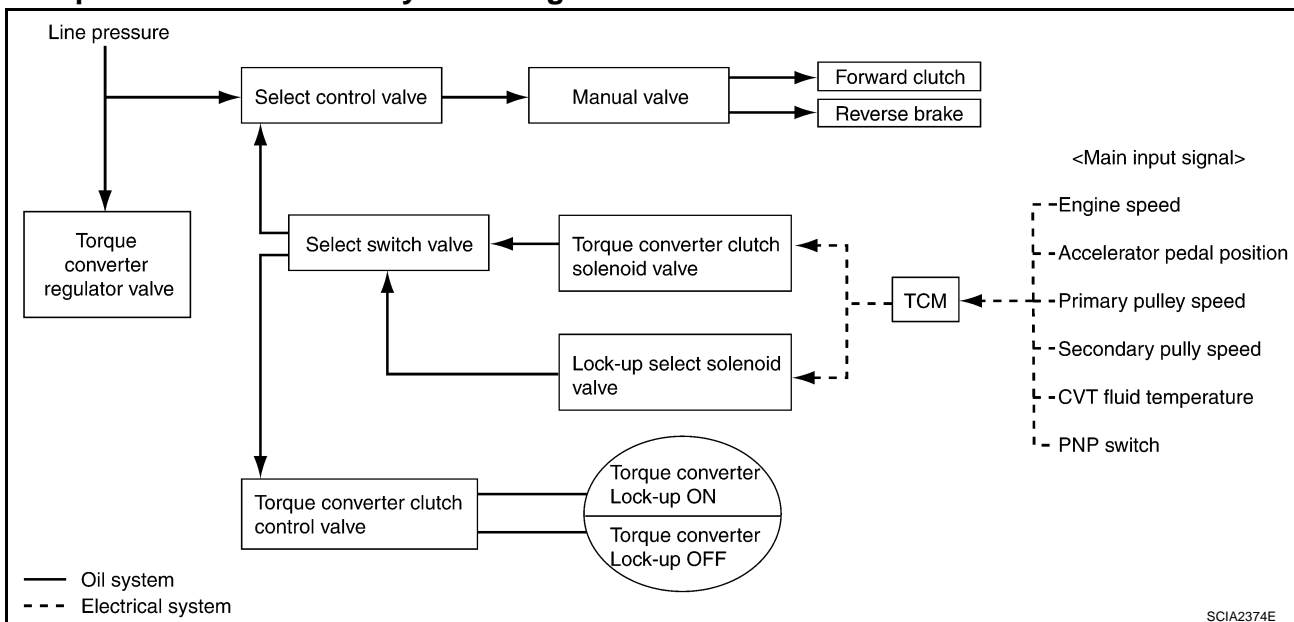 Line pressure
Select control valve
Manual valve
Forward clutch
Reverse brake
<Main input signal>
Torque
converter
regulator valve
Select switch valve
Torque converter clutch
solenoid valve
TCM
Engine speed
Accelerator pedal position
Primary pulley speed
Secondary pully speed
CVT fluid temperature
PNP switch
Lock-up select solenoid
valve
Torque converter clutch
control valve
Torque converter
Lock-up ON
Torque converter
Lock-up OFF
Oil system
Electrical system
SCIA2374E